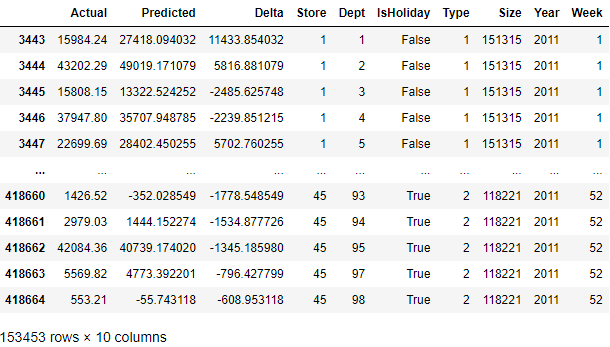 Actual Predicted Delta Store Dept IsHoliday Type Size Year Week
3443 15984.24 27418.094032 11433.854032 1 1 False 1 151315 2011 1
3444 43202.29 49019.171079 5816.881079 1 2 False 1 151315 2011 1
3445 15808.15 13322.524252 -2485.625748 1 3 False 1 151315 2011 1
3446 37947.80 35707.948785 -2239.851215 1 4 False 1 151315 2011 1
3447 22699.69 28402.450255 5702.760255 1 5 False 1 151315 2011 1
... ... ... ... ... ... ... ... ... ... ...
418660 1426.52 -352.028549 -1778.548549 45 93 True 2 118221 2011 52
418661 2979.03 1444.152274 -1534.877726 45 94 True 2 118221 2011 52
418662 42084.36 40739.174020 -1345.185980 45 95 True 2 118221 2011 52
418663 5569.82 4773.392201 -796.427799 45 97 True 2 118221 2011 52
418664 553.21 -55.743118 -608.953118 45 98 True 2 118221 2011 52
153453 rows × 10 columns